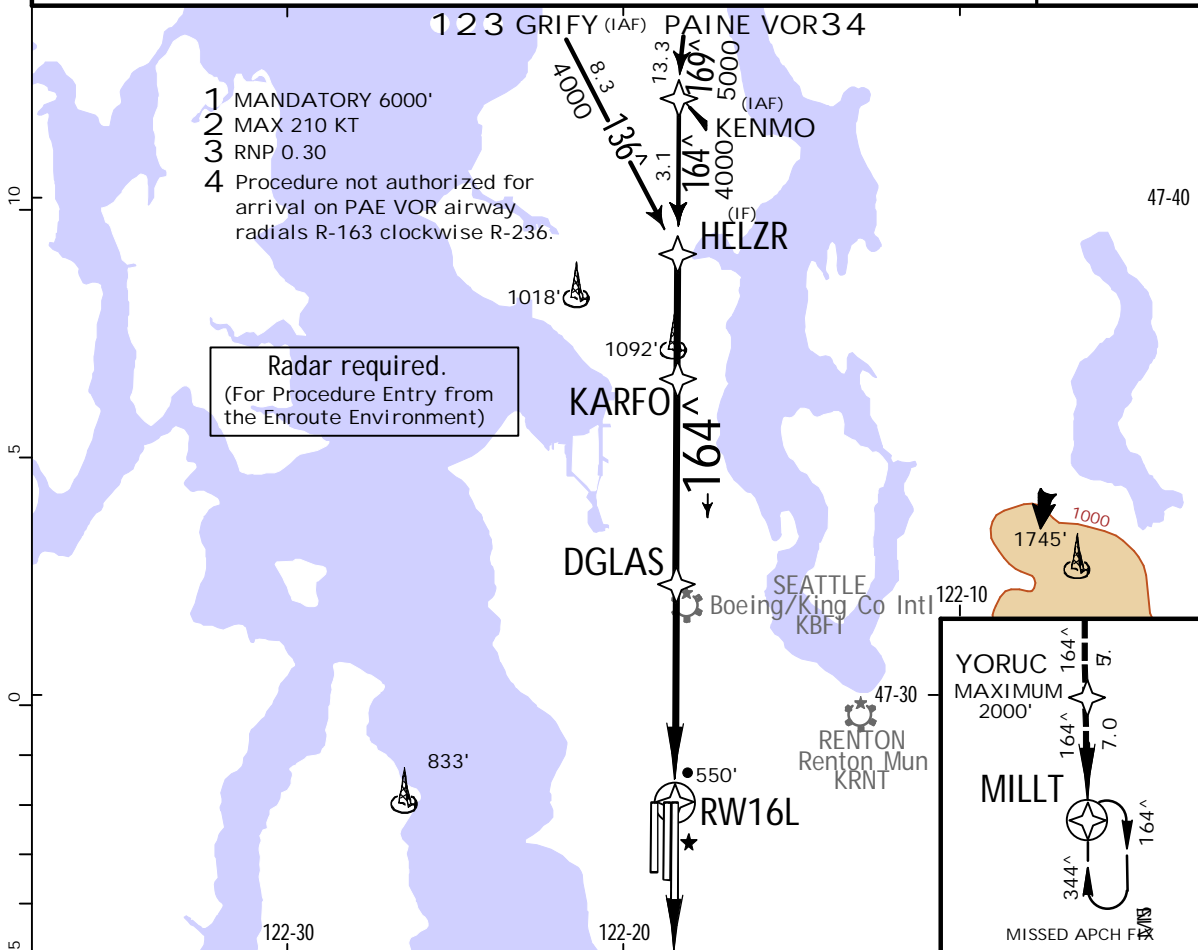 123 GRIFY (IAF) PAINE VOR 34
8.3
4000
136^
13.3
169^
5000
(IAF)
KENMO
3.1
164^
4000
(IF)
HELZR
1 MANDATORY 6000'
2 MAX 210 KT
3 RNP 0.30
4 Procedure not authorized for
arrival on PAE VOR airway
radials R-163 clockwise R-236.
10
47-40
1018'
1092'
Radar required.
(For Procedure Entry from
the Enroute Environment)
KARFO
164^
5
1000
1745'
DGLAS
SEATTLE
Boeing/King Co Intl
KBFI
122-10
0
47-30
RENTON
Renton Mun
KRNT
833'
550'
RW16L
YORUC
MAXIMUM
2000'
164^
164^
7.0
MILLT
164^
344^
MISSED APCH FIX
5
122-30
122-20